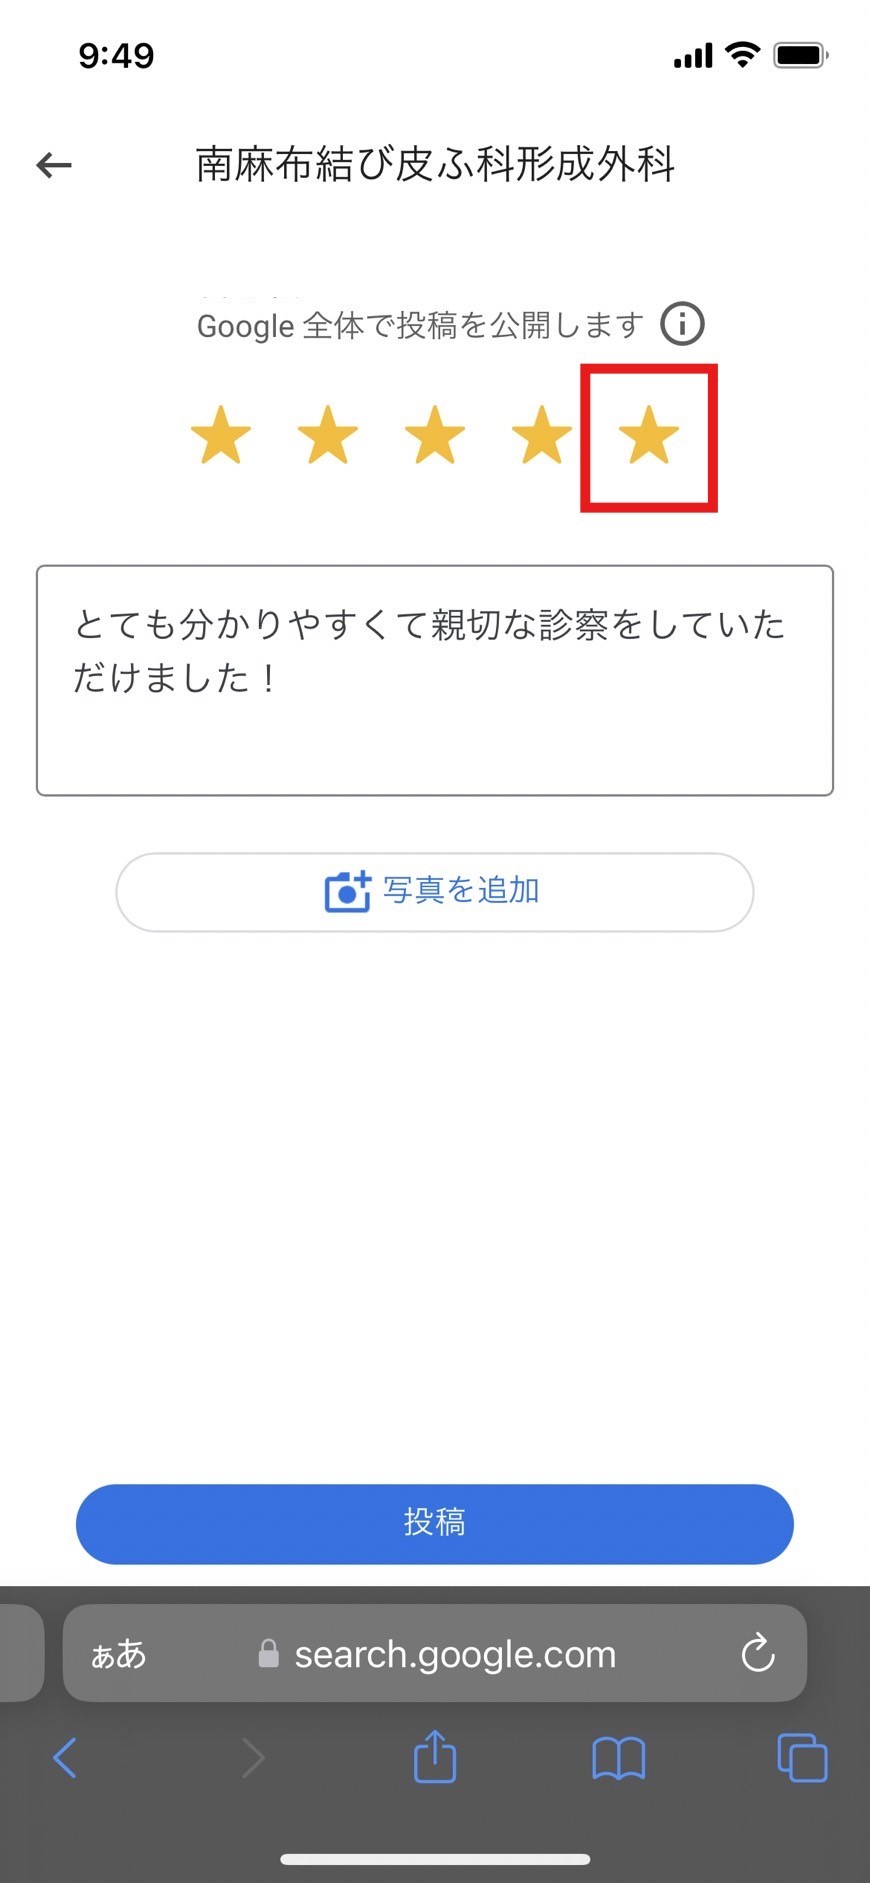 9:49
南麻布結び皮ふ科形成外科
Google 全体で投稿を公開します
とても分かりやすくて親切な診察をしていた
だけました！
写真を追加
投稿
ぁあ search.google.com